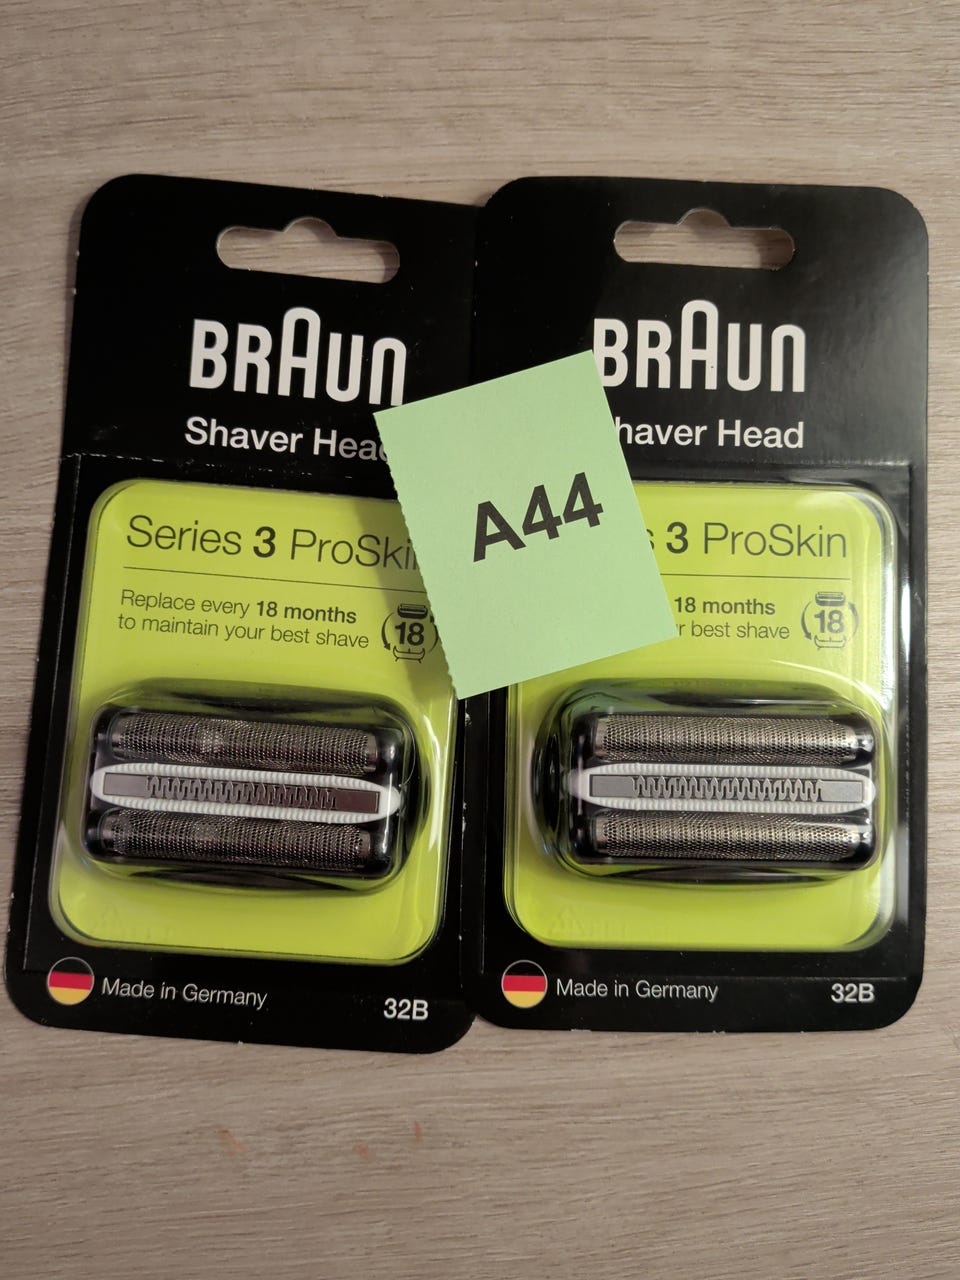 BRAUN
Shaver Head
Series 3 ProSkin
Replace every 18 months
to maintain your best shave
18
Made in Germany
32B
A44
BRAUN
haver Head
s 3 ProSkin
18 months
r best shave
18
Made in Germany
32B